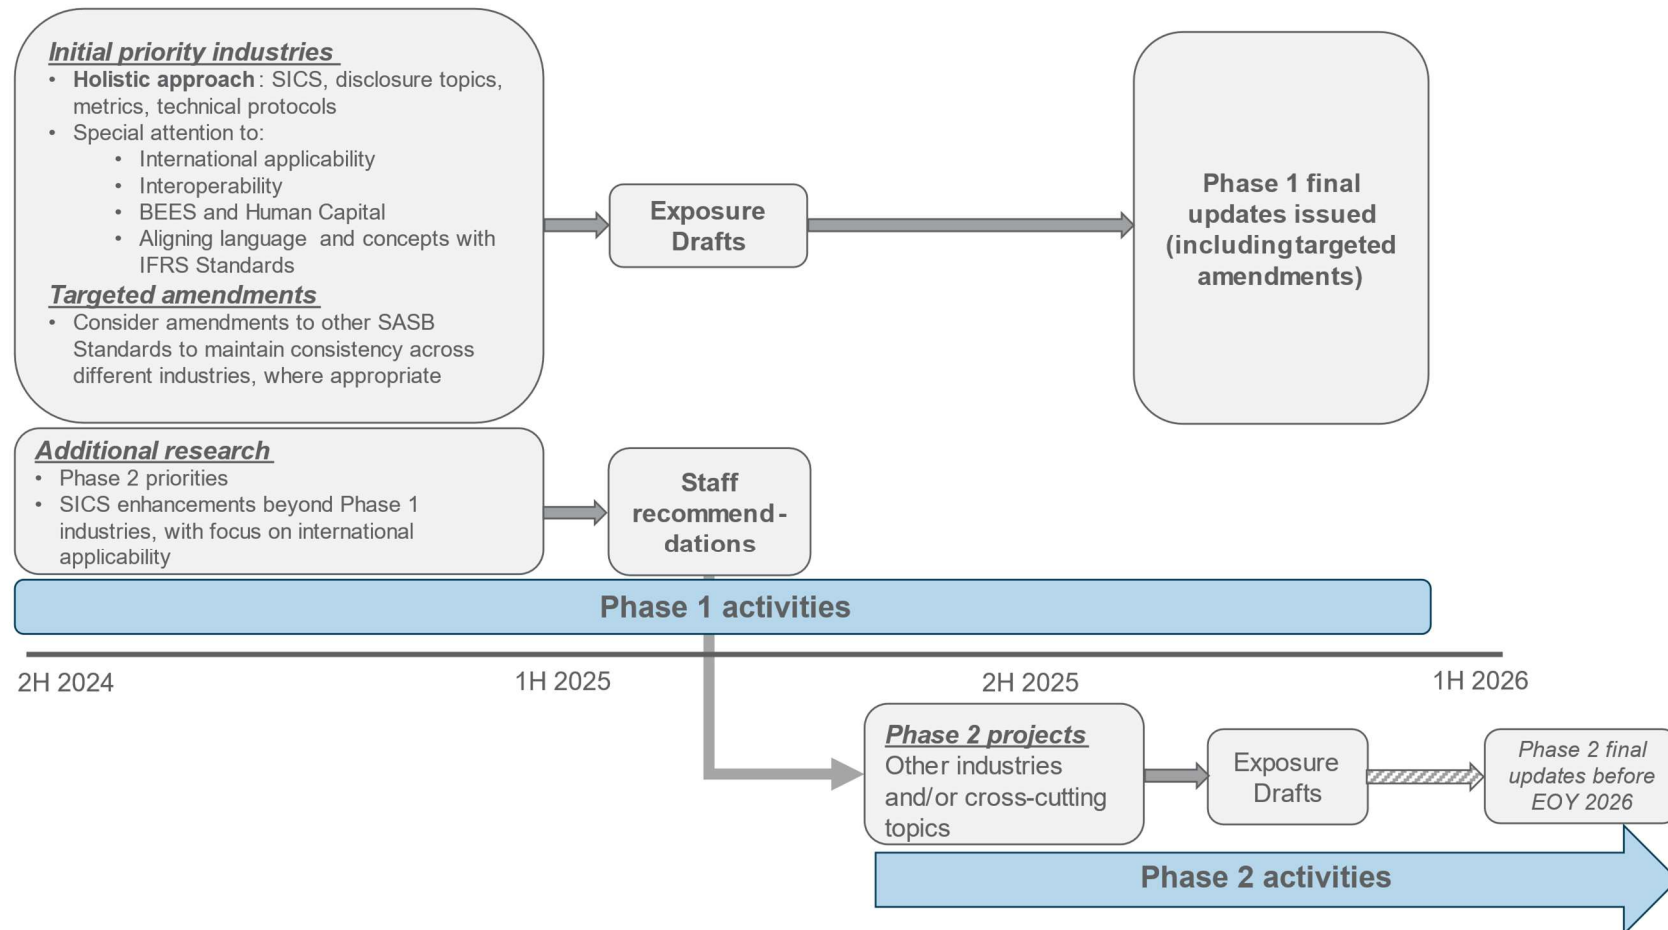 Initial priority industries
• Holistic approach : SICS, disclosure topics,
metrics, technical protocols
• Special attention to:
• International applicability
• Interoperability
• BEES and Human Capital
• Aligning language and concepts with
IFRS Standards
Targeted amendments
• Consider amendments to other SASB
Standards to maintain consistency across
different industries, where appropriate
Exposure
Drafts
Phase 1 final
updates issued
(including targeted
amendments)
Additional research
• Phase 2 priorities
• SICS enhancements beyond Phase 1
industries, with focus on international
applicability
Staff
recommend-
dations
Phase 1 activities
2H 2024
1H 2025
2H 2025
1H 2026
Phase 2 projects
Other industries
and/or cross-cutting
topics
Exposure
Drafts
Phase 2 final
updates before
EOY 2026
Phase 2 activities